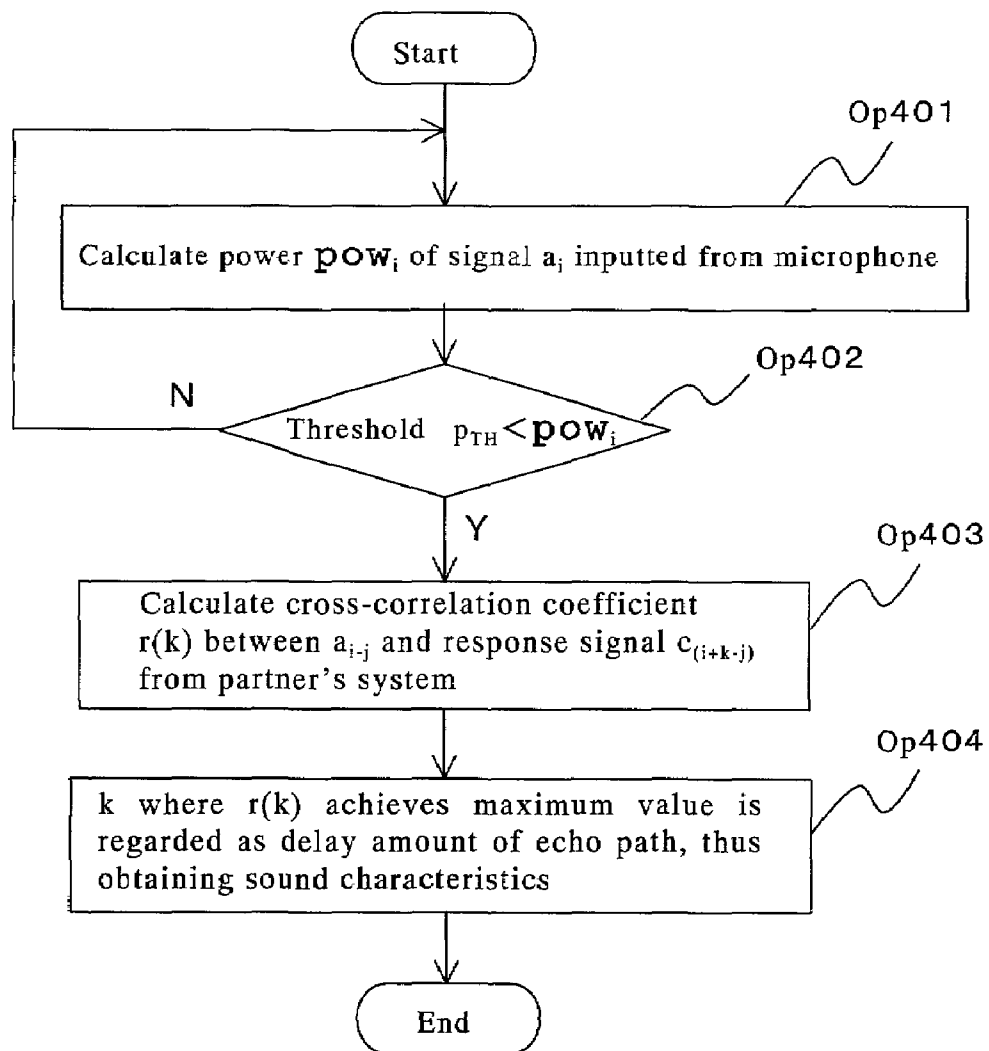 Start
Op401
Calculate power pow_i of signal a_i inputted from microphone
Op402
N
Threshold p_TH<pow_i
Y
Op403
Calculate cross-correlation coefficient
r(k) between a_i-j and response signal c_(i+k-j)
from partner's system
Op404
k where r(k) achieves maximum value is
regarded as delay amount of echo path, thus
obtaining sound characteristics
End